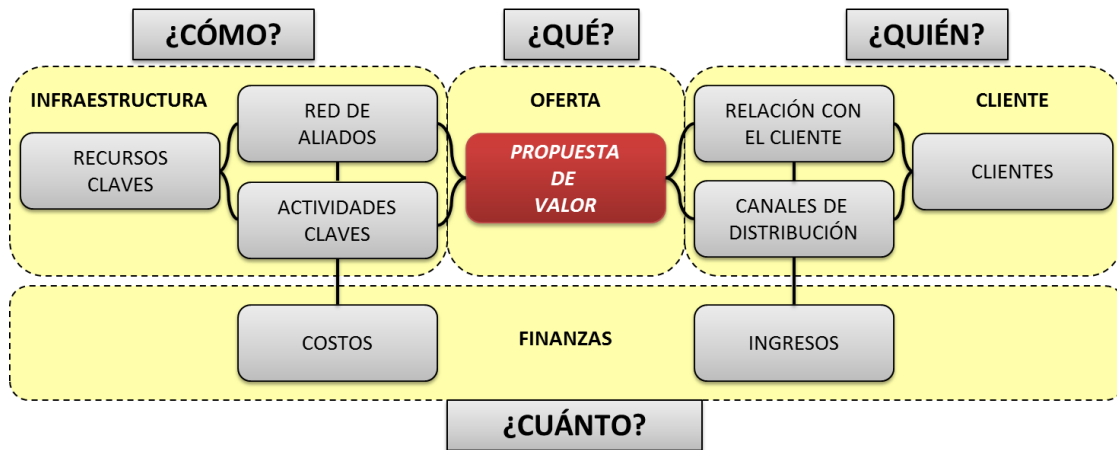 ¿CÓMO?
¿QUÉ?
¿QUIÉN?
INFRAESTRUCTURA
RECURSOS
CLAVES
RED DE
ALIADOS
ACTIVIDADES
CLAVES
OFERTA
PROPUESTA
DE
VALOR
RELACIÓN CON
EL CLIENTE
CANALES DE
DISTRIBUCIÓN
CLIENTE
CLIENTES
COSTOS
FINANZAS
INGRESOS
¿CUÁNTO?